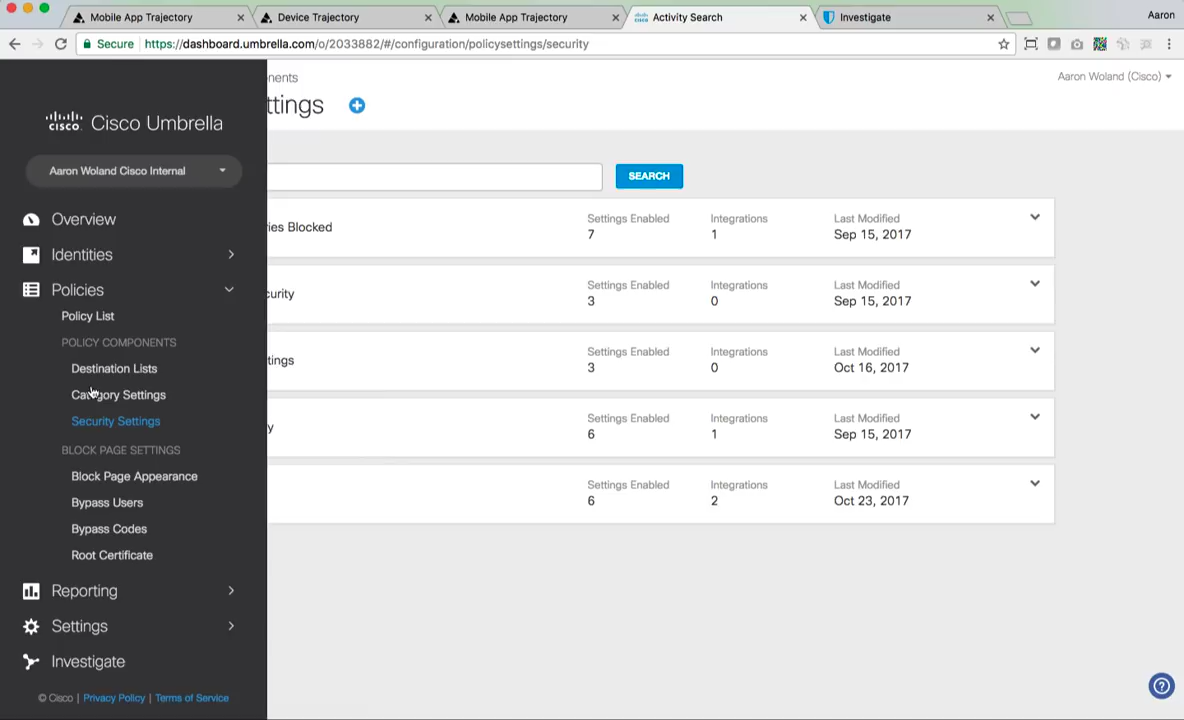 Mobile App Trajectory
Device Trajectory
Mobile App Trajectory
Activity Search
Investigate
Aaron
Secure
https://dashboard.umbrella.com/o/2033882/#/configuration/policysettings/security
cisco
Cisco Umbrella
Aaron Woland Cisco Internal
Overview
Identities
Policies
Policy List
POLICY COMPONENTS
Destination Lists
Category Settings
Security Settings
BLOCK PAGE SETTINGS
Block Page Appearance
Bypass Users
Bypass Codes
Root Certificate
Reporting
Settings
Investigate
© Cisco | Privacy Policy | Terms of Service
nents
Aaron Woland (Cisco)
ttings
SEARCH
ies Blocked
Settings Enabled
7
Integrations
1
Last Modified
Sep 15, 2017
curity
Settings Enabled
3
Integrations
0
Last Modified
Sep 15, 2017
tings
Settings Enabled
3
Integrations
0
Last Modified
Oct 16, 2017
y
Settings Enabled
6
Integrations
1
Last Modified
Sep 15, 2017
Settings Enabled
6
Integrations
2
Last Modified
Oct 23, 2017